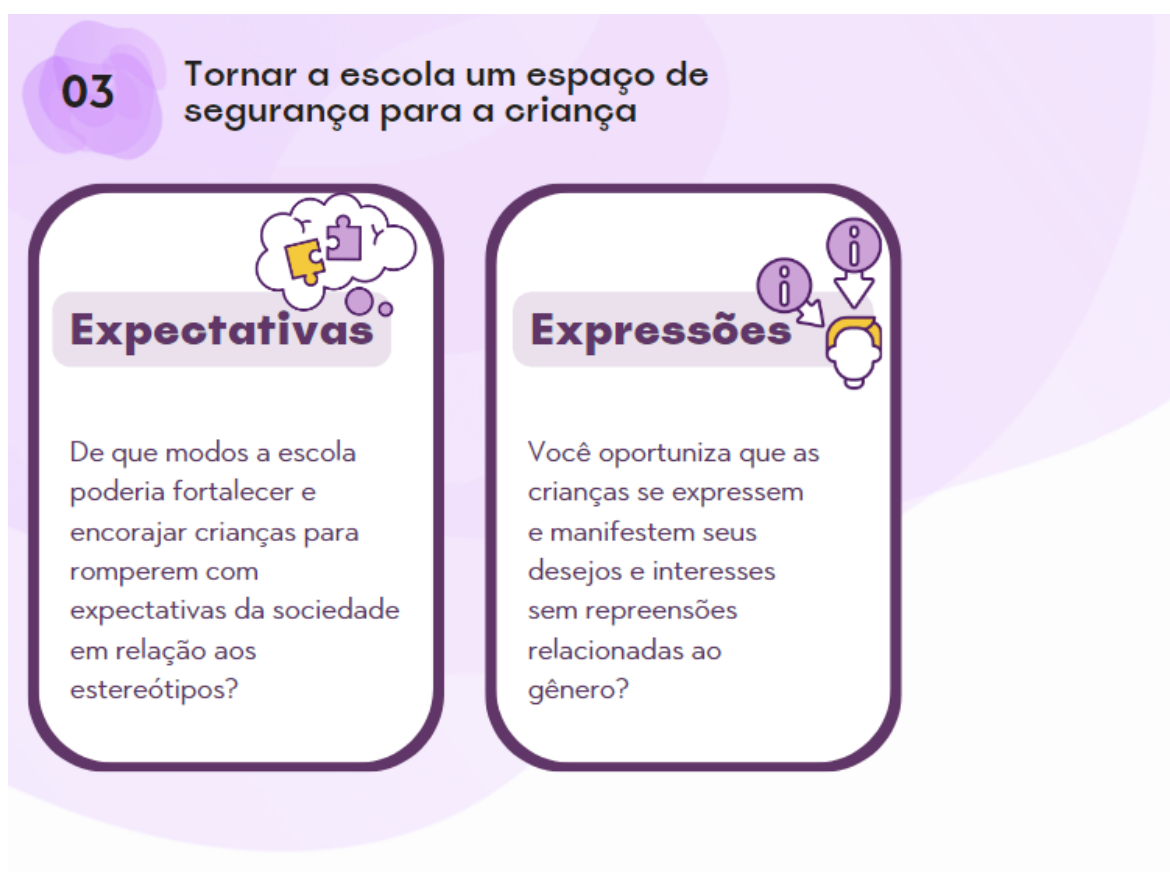 03
Tornar a escola um espaço de
segurança para a criança
Expectativas
De que modos a escola
poderia fortalecer e
encorajar crianças para
romperem com
expectativas da sociedade
em relação aos
estereótipos?
Expressões
Você oportuniza que as
crianças se expressem
e manifestem seus
desejos e interesses
sem repreensões
relacionadas ao
gênero?